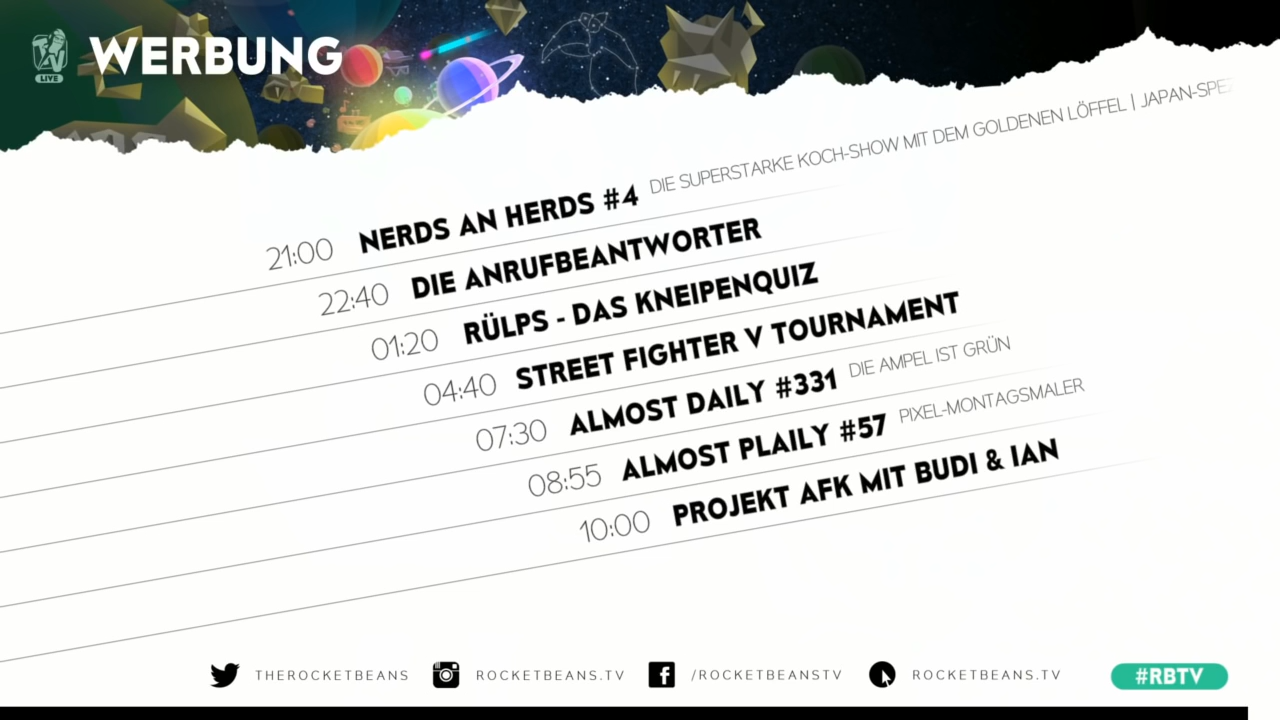 LIVE
WERBUNG
21:00 NERDS AN HERDS #4 DIE SUPERSTARKE KOCH-SHOW MIT DEM GOLDENEN LÖFFEL | JAPAN-SPE
22:40 DIE ANRUFBEANTWORTER
01:20 RÜLPS - DAS KNEIPENQUIZ
04:40 STREET FIGHTER V TOURNAMENT
07:30 ALMOST DAILY #331 DIE AMPEL IST GRÜN
08:55 ALMOST PLAILY #57 PIXEL-MONTAGSMALER
10:00 PROJEKT AFK MIT BUDI & IAN
THEROCKETBEANS ROCKETBEANS.TV /ROCKETBEANSTV ROCKETBEANS.TV #RBTV